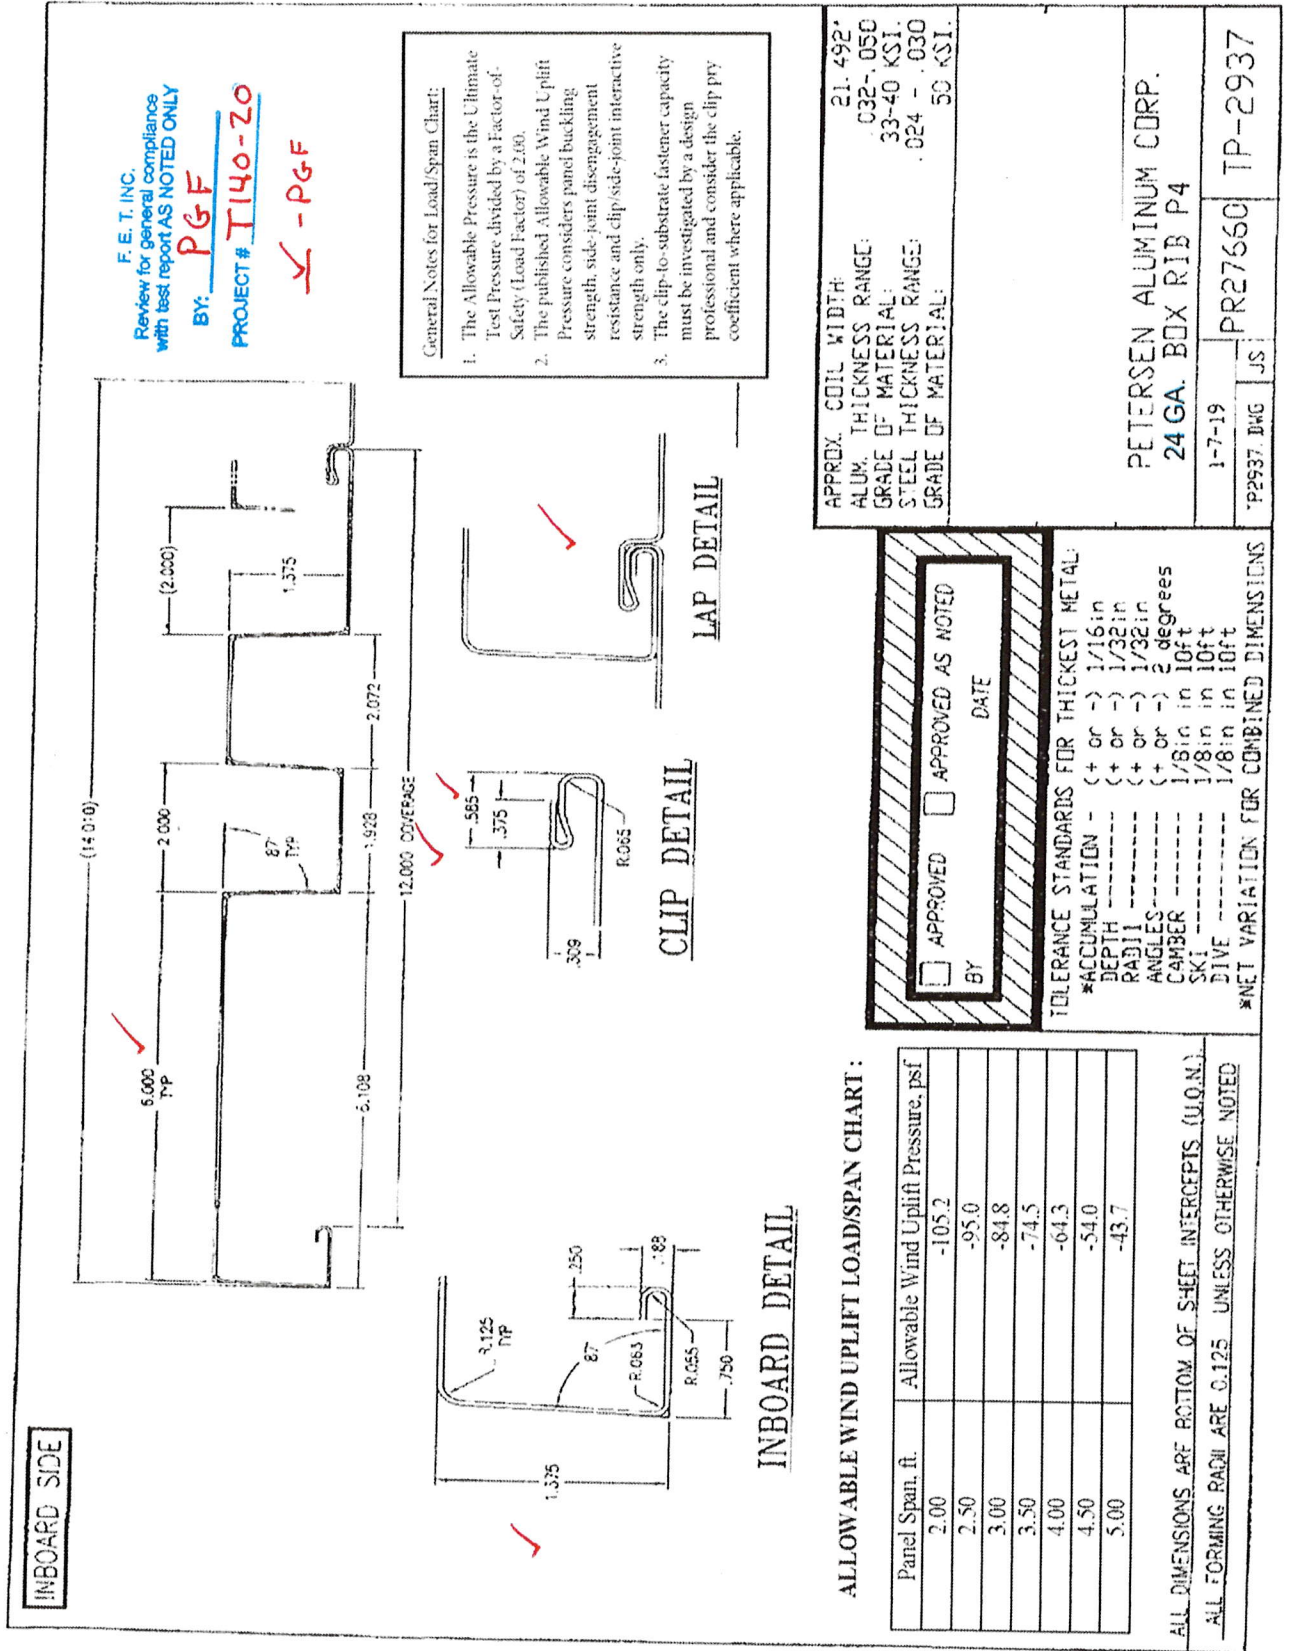 INBOARD SIDE
F. E. T. INC.
Review for general compliance
with test report AS NOTED ONLY
BY: PGF
PROJECT # T140-20
✓ - PGF
(14.010)
6.000
TYP
2.000
(2.000)
87°
TYP
1.375
6.108
1.928
2.072
12.000 COVERAGE
1.375
R.125
TYP
87°
R.063
R.055
.250
.188
.750
INBOARD DETAIL
.585
.375
.309
R.065
CLIP DETAIL
LAP DETAIL
General Notes for Load/Span Chart:
1. The Allowable Pressure is the Ultimate
Test Pressure divided by a Factor-of-
Safety (Load Factor) of 2.00.
2. The published Allowable Wind Uplift
Pressure considers panel buckling
strength, side-joint disengagement
resistance and clip/side-joint interactive
strength only.
3. The clip-to-substrate fastener capacity
must be investigated by a design
professional and consider the clip pry
coefficient where applicable.
ALLOWABLE WIND UPLIFT LOAD/SPAN CHART:
Panel Span, ft. Allowable Wind Uplift Pressure, psf
2.00 -105.2
2.50 -95.0
3.00 -84.8
3.50 -74.5
4.00 -64.3
4.50 -54.0
5.00 -43.7
ALL DIMENSIONS ARE BOTTOM OF SHEET INTERCEPTS (U.O.N.).
ALL FORMING RADII ARE 0.125 UNLESS OTHERWISE NOTED
APPROVED APPROVED AS NOTED
BY DATE
TOLERANCE STANDARDS FOR THICKEST METAL:
*ACCUMULATION - (+ or -) 1/16in
DEPTH ------- (+ or -) 1/32in
RADII ------- (+ or -) 1/32in
ANGLES-------- (+ or -) 2 degrees
CAMBER ------- 1/8in in 10ft
SKI --------- 1/8in in 10ft
DIVE -------- 1/8in in 10ft
*NET VARIATION FOR COMBINED DIMENSIONS
APPROX. COIL WIDTH: 21.492"
ALUM. THICKNESS RANGE: .032-.050
GRADE OF MATERIAL: 33-40 KSI.
STEEL THICKNESS RANGE: .024 - .030
GRADE OF MATERIAL: 50 KSI.
PETERSEN ALUMINUM CORP.
24 GA. BOX RIB P4
1-7-19
TP2937.DWG JS
PR27660 TP-2937